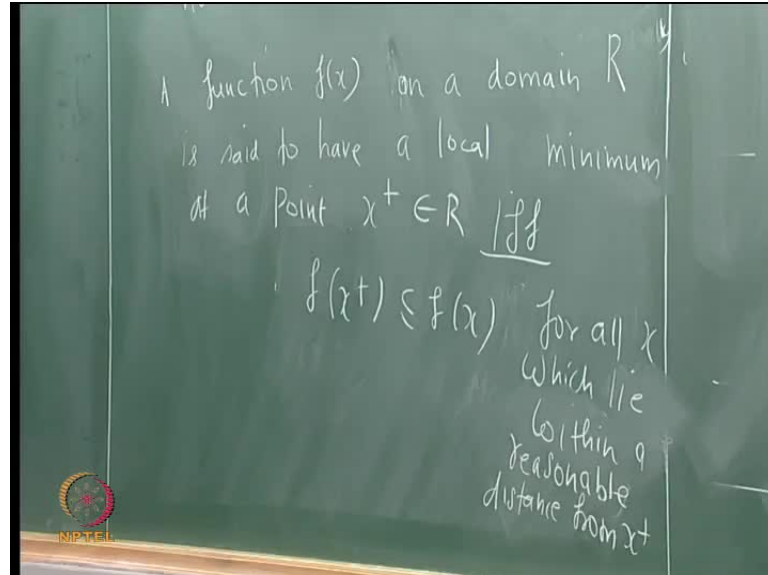 A function f(x) on a domain R
is said to have a local minimum
at a point x⁺ ∈ R iff
f(x⁺) ≤ f(x) for all x
which lie
within a
reasonable
distance from x⁺
NPTEL